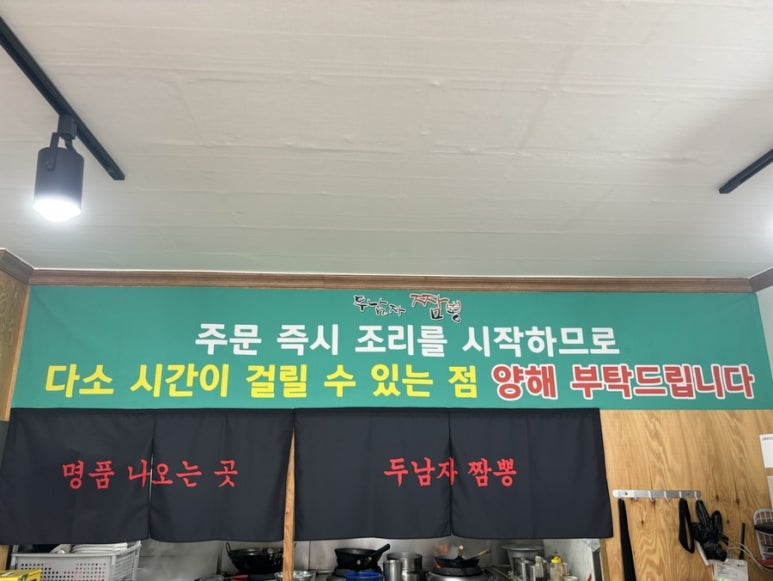 두남자 짬뽕
주문 즉시 조리를 시작하므로
다소 시간이 걸릴 수 있는 점 양해 부탁드립니다
명품 나오는 곳
두남자 짬뽕